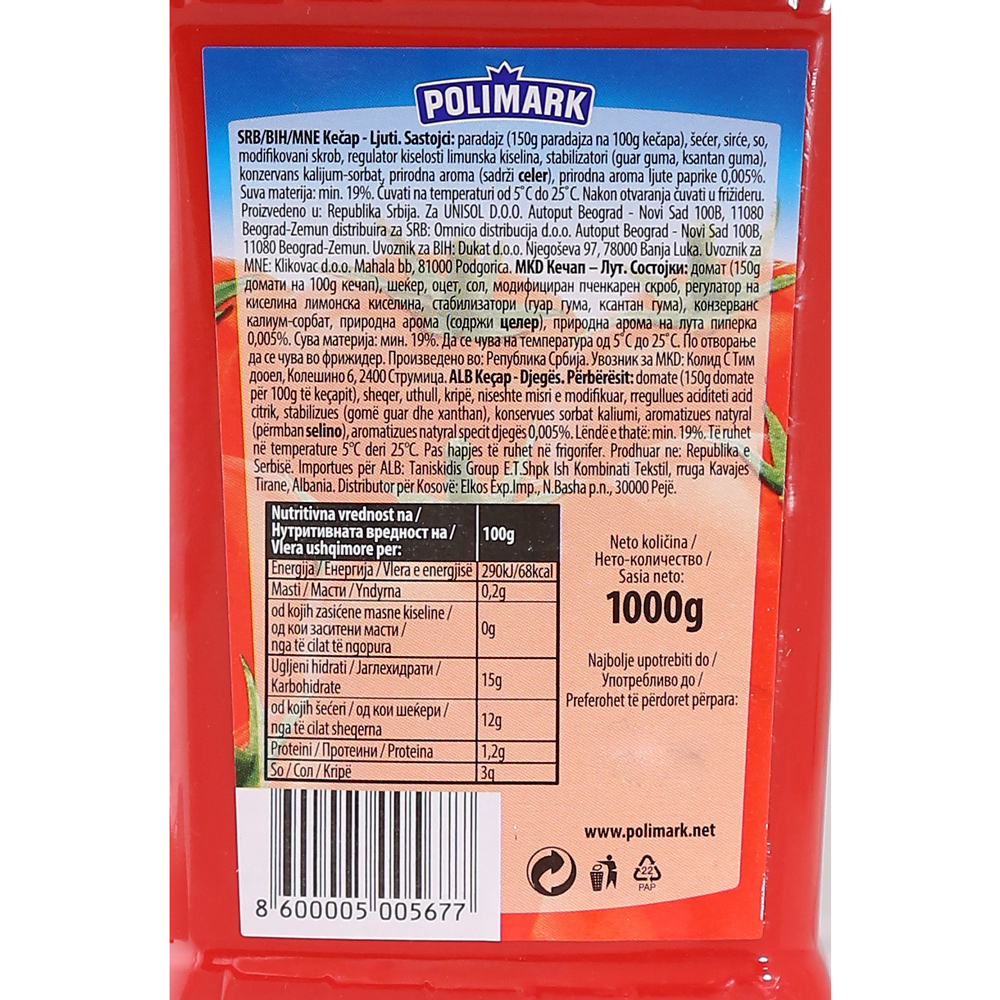 POLIMARK
SRB/BIH/MNE Kečap - Ljuti. Sastojci: paradajz (150g paradajza na 100g kečapa), šećer, sirće, so,
modifikovani skrob, regulator kiselosti limunska kiselina, stabilizatori (guar guma, ksantan guma),
konzervans kalijum-sorbat, prirodna aroma (sadrži celer), prirodna aroma ljute paprike 0,005%.
Suva materija: min. 19%. Čuvati na temperaturi od 5°C do 25°C. Nakon otvaranja čuvati u frižideru.
Proizvedeno u: Republika Srbija. Za UNISOL D.O.O. Autoput Beograd - Novi Sad 100B, 11080
Beograd-Zemun distribuira za SRB: Omnico distribucija d.o.o. Autoput Beograd - Novi Sad 100B,
11080 Beograd-Zemun. Uvoznik za BIH: Dukat d.o.o. Njegoševa 97, 78000 Banja Luka. Uvoznik za
MNE: Klikovac d.o.o. Mahala bb, 81000 Podgorica. MKD Кечап – Лут. Состојки: домат (150g
домати на 100g кечап), шеќер, оцет, сол, модифициран пченкарен скроб, регулатор на
киселина лимонска киселина, стабилизатори (гуар гума, ксантан гума), конзерванс
калиум-сорбат, природна арома (содржи целер), природна арома на лута пиперка
0,005%. Сува материја: мин. 19%. Да се чува на температура од 5°C до 25°C. По отворање
да се чува во фрижидер. Произведено во: Република Србија. Увозник за MKD: Колид С Тим
дооел, Колешино 6, 2400 Струмица. ALB Keçap - Djegës. Përbërësit: domate (150g domate
për 100g të keçapit), sheqer, uthull, kripë, niseshte misri e modifikuar, rregullues aciditeti acid
citrik, stabilizues (gomë guar dhe xanthan), konservues sorbat kaliumi, aromatizues natyral
(përmban selino), aromatizues natyral specit djegës 0,005%. Lëndë e thatë: min. 19%. Të ruhet
në temperature 5°C deri 25°C. Pas hapjes të ruhet në frigorifer. Prodhuar ne: Republika e
Serbisë. Importues për ALB: Taniskidis Group E.T.Shpk Ish Kombinati Tekstil, rruga Kavajes
Tirane, Albania. Distributor për Kosovë: Elkos Exp.Imp., N.Basha p.n., 30000 Pejë.
Nutritivna vrednost na /
Нутритивната вредност на /
Vlera ushqimore per:
100g
Energija / Енергија / Vlera e energjisë 290kJ/68kcal
Masti / Масти / Yndyrna 0,2g
od kojih zasićene masne kiseline /
од кои заситени масти /
nga të cilat të ngopura
0g
Ugljeni hidrati / Јаглехидрати /
Karbohidrate
15g
od kojih šećeri / од кои шеќери /
nga të cilat sheqerna
12g
Proteini / Протеини / Proteina 1,2g
So / Сол / Kripë 3g
Neto količina /
Нето-количество /
Sasia neto:
1000g
Najbolje upotrebiti do /
Употребливо до /
Preferohet të përdoret përpara:
www.polimark.net
22
PAP
8 600005 005677